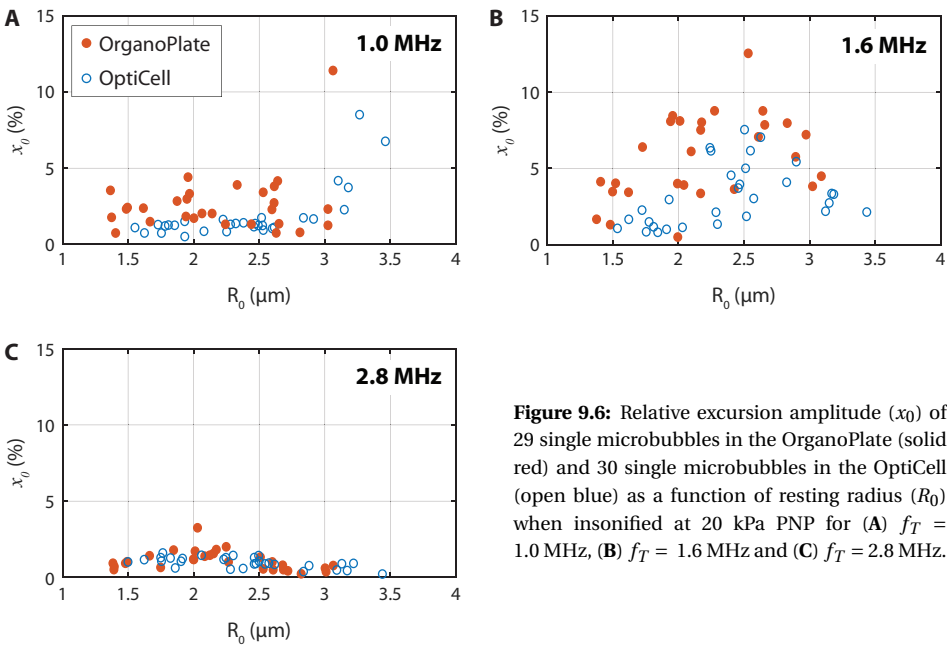 A
OrganoPlate
OptiCell
1.0 MHz
15
10
5
0
x0 (%)
1 1.5 2 2.5 3 3.5 4
R0 (μm)
B
1.6 MHz
15
10
5
0
x0 (%)
1 1.5 2 2.5 3 3.5 4
R0 (μm)
C
2.8 MHz
15
10
5
0
x0 (%)
1 1.5 2 2.5 3 3.5 4
R0 (μm)
Figure 9.6: Relative excursion amplitude (x0) of
29 single microbubbles in the OrganoPlate (solid
red) and 30 single microbubbles in the OptiCell
(open blue) as a function of resting radius (R0)
when insonified at 20 kPa PNP for (A) fT =
1.0 MHz, (B) fT = 1.6 MHz and (C) fT = 2.8 MHz.